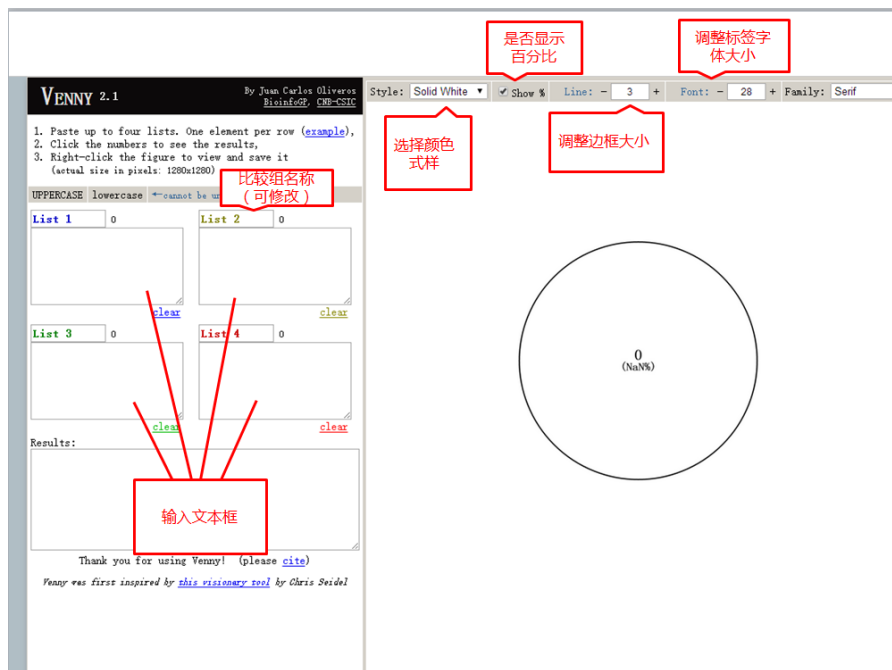 是否显示
百分比
调整标签字
体大小
VENNY 2.1
By Juan Carlos Oliveros
BioinfoGP, CNB-CSIC
Style: Solid White Show % Line: - 3 + Font: - 28 + Family: Serif
选择颜色
式样
调整边框大小
1. Paste up to four lists. One element per row (example),
2. Click the numbers to see the results,
3. Right-click the figure to view and save it
(actual size in pixels: 1280x1280)
比较组名称
（可修改）
UPPERCASE lowercase ←cannot be
List 1 0
List 2 0
clear
clear
List 3 0
List 4 0
clear
clear
0
(NaN%)
Results:
输入文本框
Thank you for using Venny! (please cite)
Venny was first inspired by this visionary tool by Chris Seidel